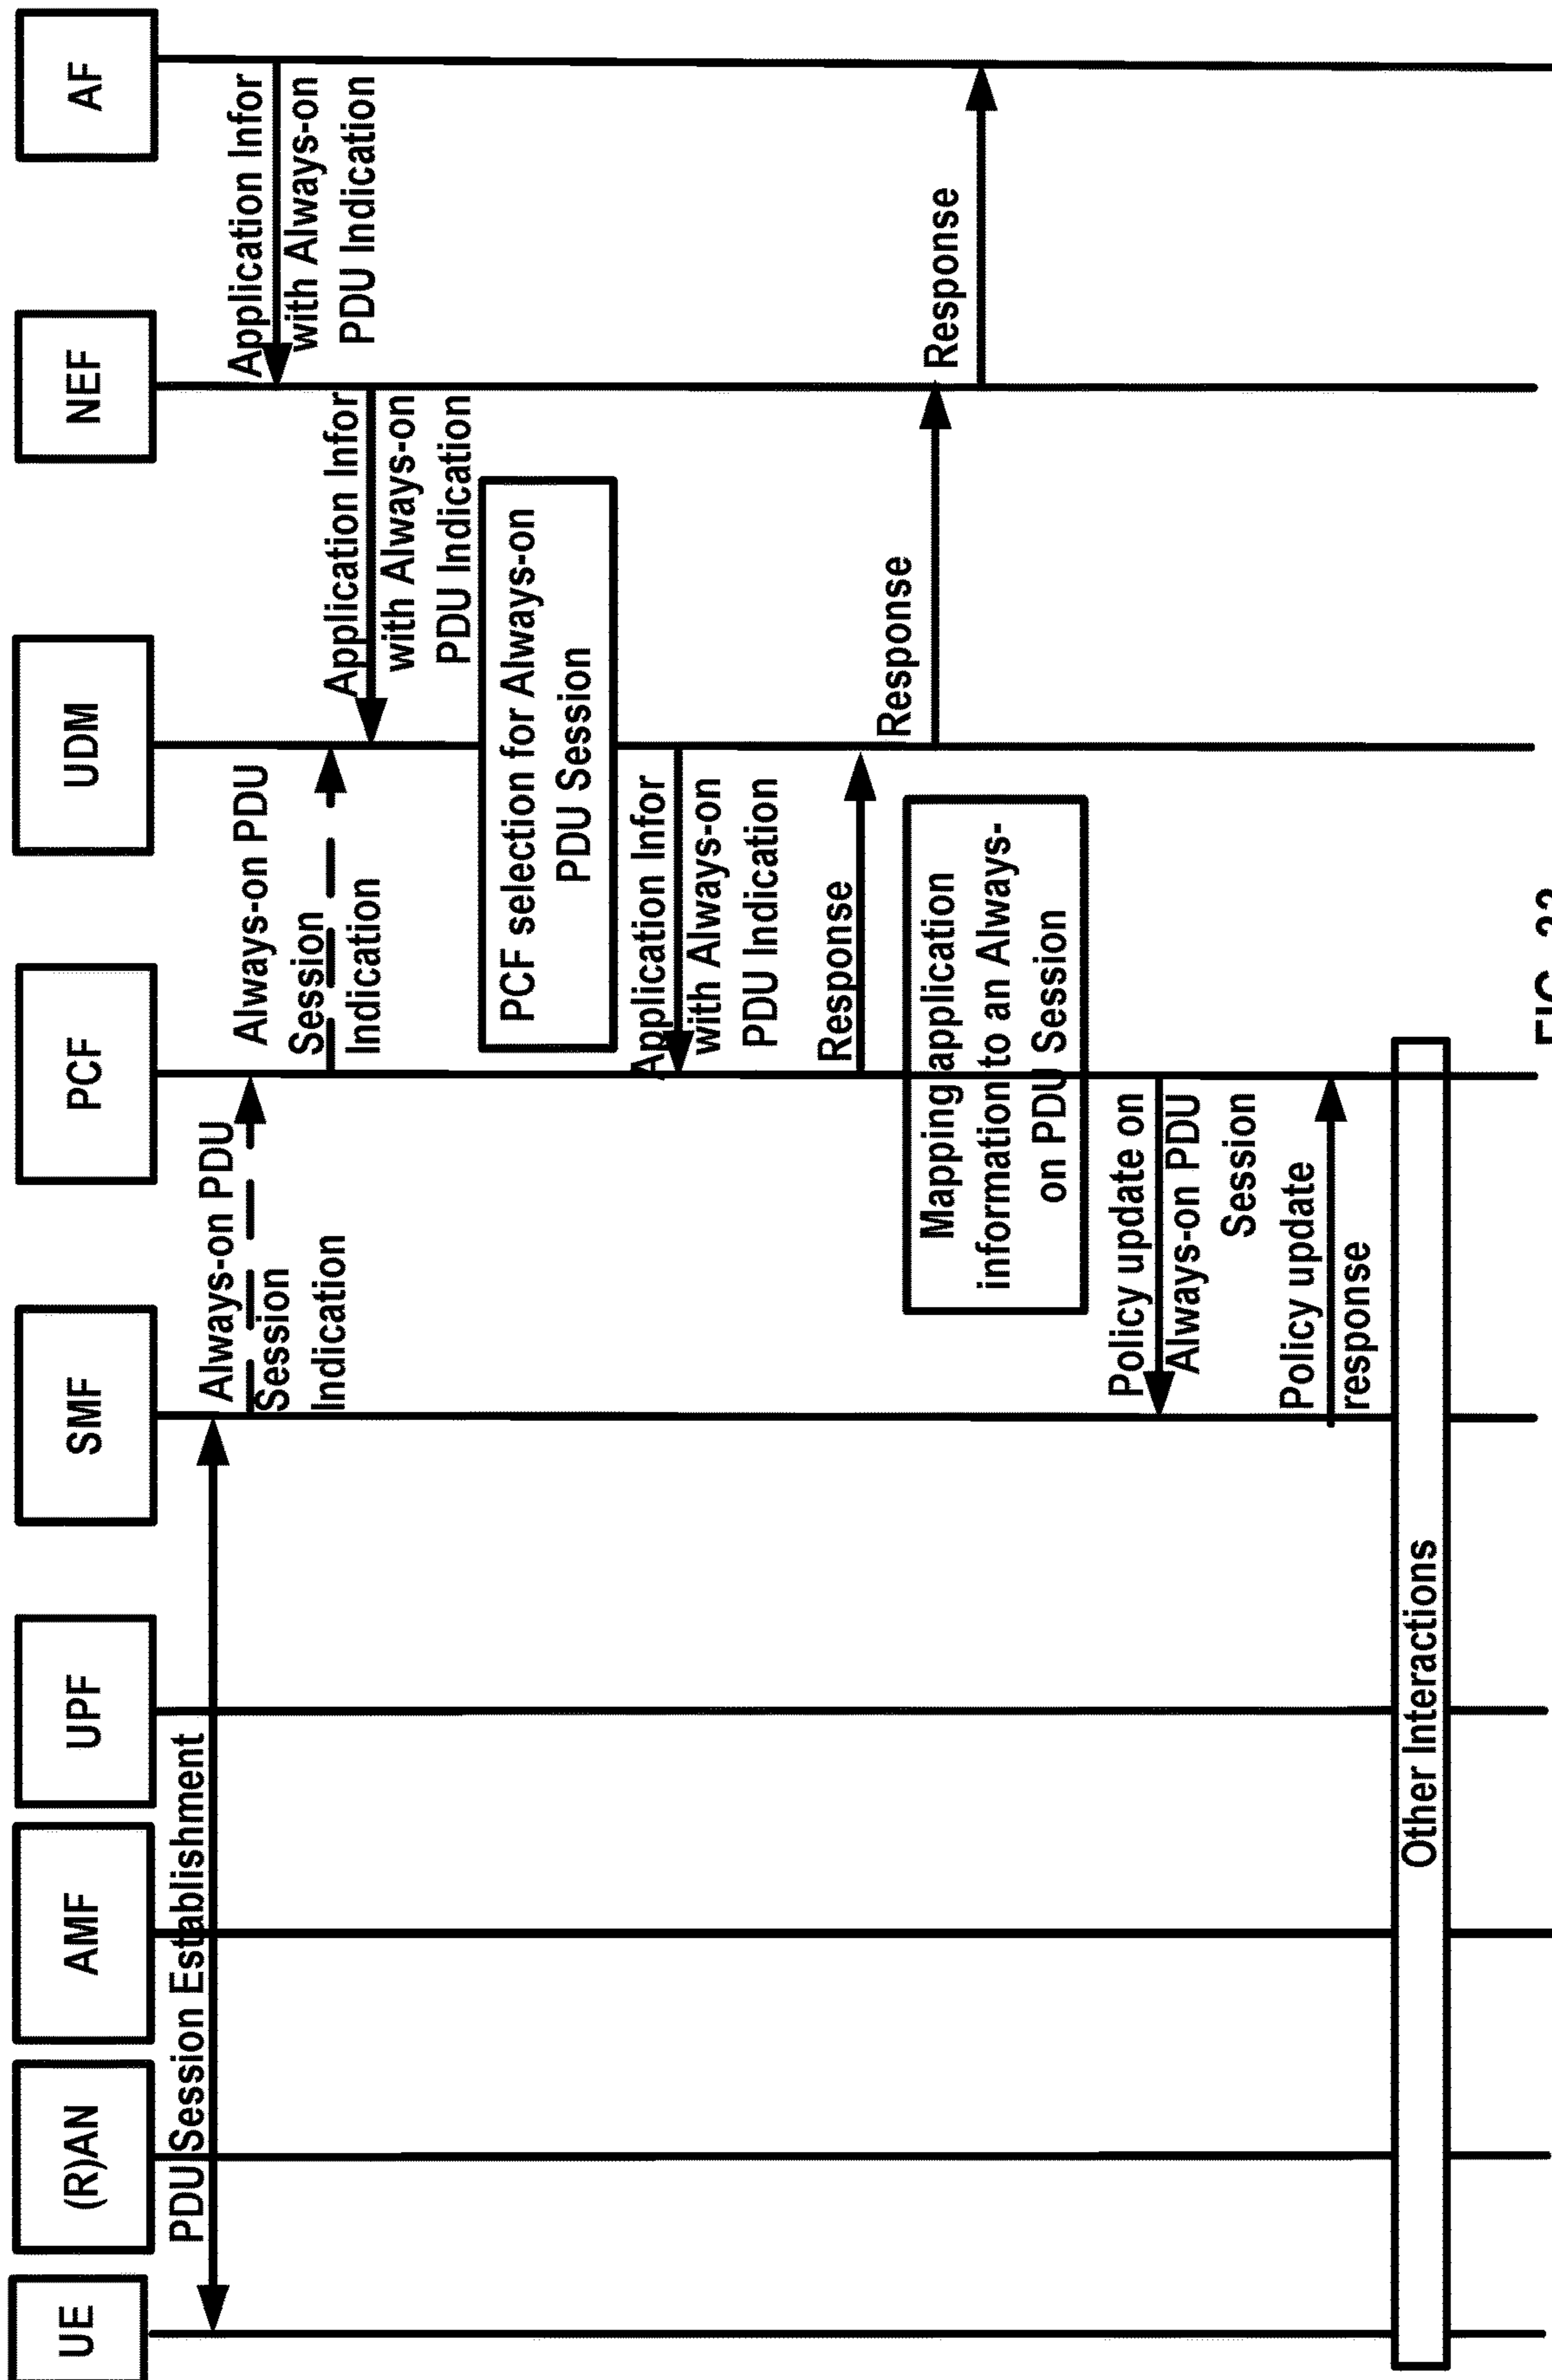 UE
(R)AN
AMF
UPF
SMF
PCF
UDM
NEF
AF
PDU Session Establishment
Always-on PDU
Session
Indication
Always-on PDU
Session
Indication
Application Infor
with Always-on
PDU Indication
Application Infor
with Always-on
PDU Indication
PCF selection for Always-on
PDU Session
Application Infor
with Always-on
PDU Indication
Response
Response
Response
Mapping application
information to an Always-
on PDU Session
Policy update on
Always-on PDU
Session
Policy update
response
Other Interactions
FIG.